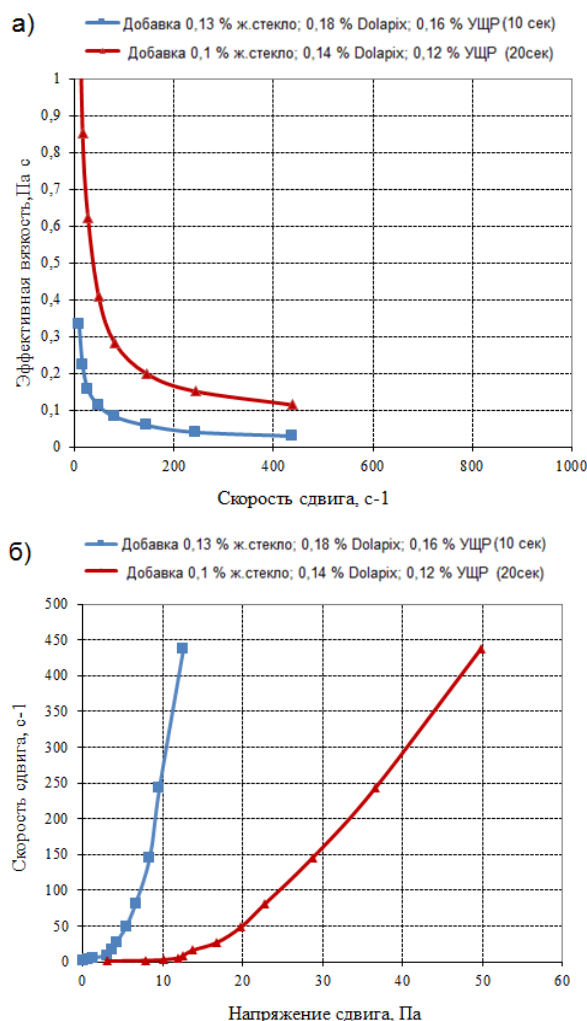 а)
Добавка 0,13 % ж.стекло; 0,18 % Dolapix; 0,16 % УЩР (10 сек)
Добавка 0,1 % ж.стекло; 0,14 % Dolapix; 0,12 % УЩР (20сек)
Эффективная вязкость,Па с
1
0,9
0,8
0,7
0,6
0,5
0,4
0,3
0,2
0,1
0
0 200 400 600 800 1000
Скорость сдвига, с-1
б)
Добавка 0,13 % ж.стекло; 0,18 % Dolapix; 0,16 % УЩР (10 сек)
Добавка 0,1 % ж.стекло; 0,14 % Dolapix; 0,12 % УЩР (20сек)
Скорость сдвига, с-1
500
450
400
350
300
250
200
150
100
50
0
0 10 20 30 40 50 60
Напряжение сдвига, Па